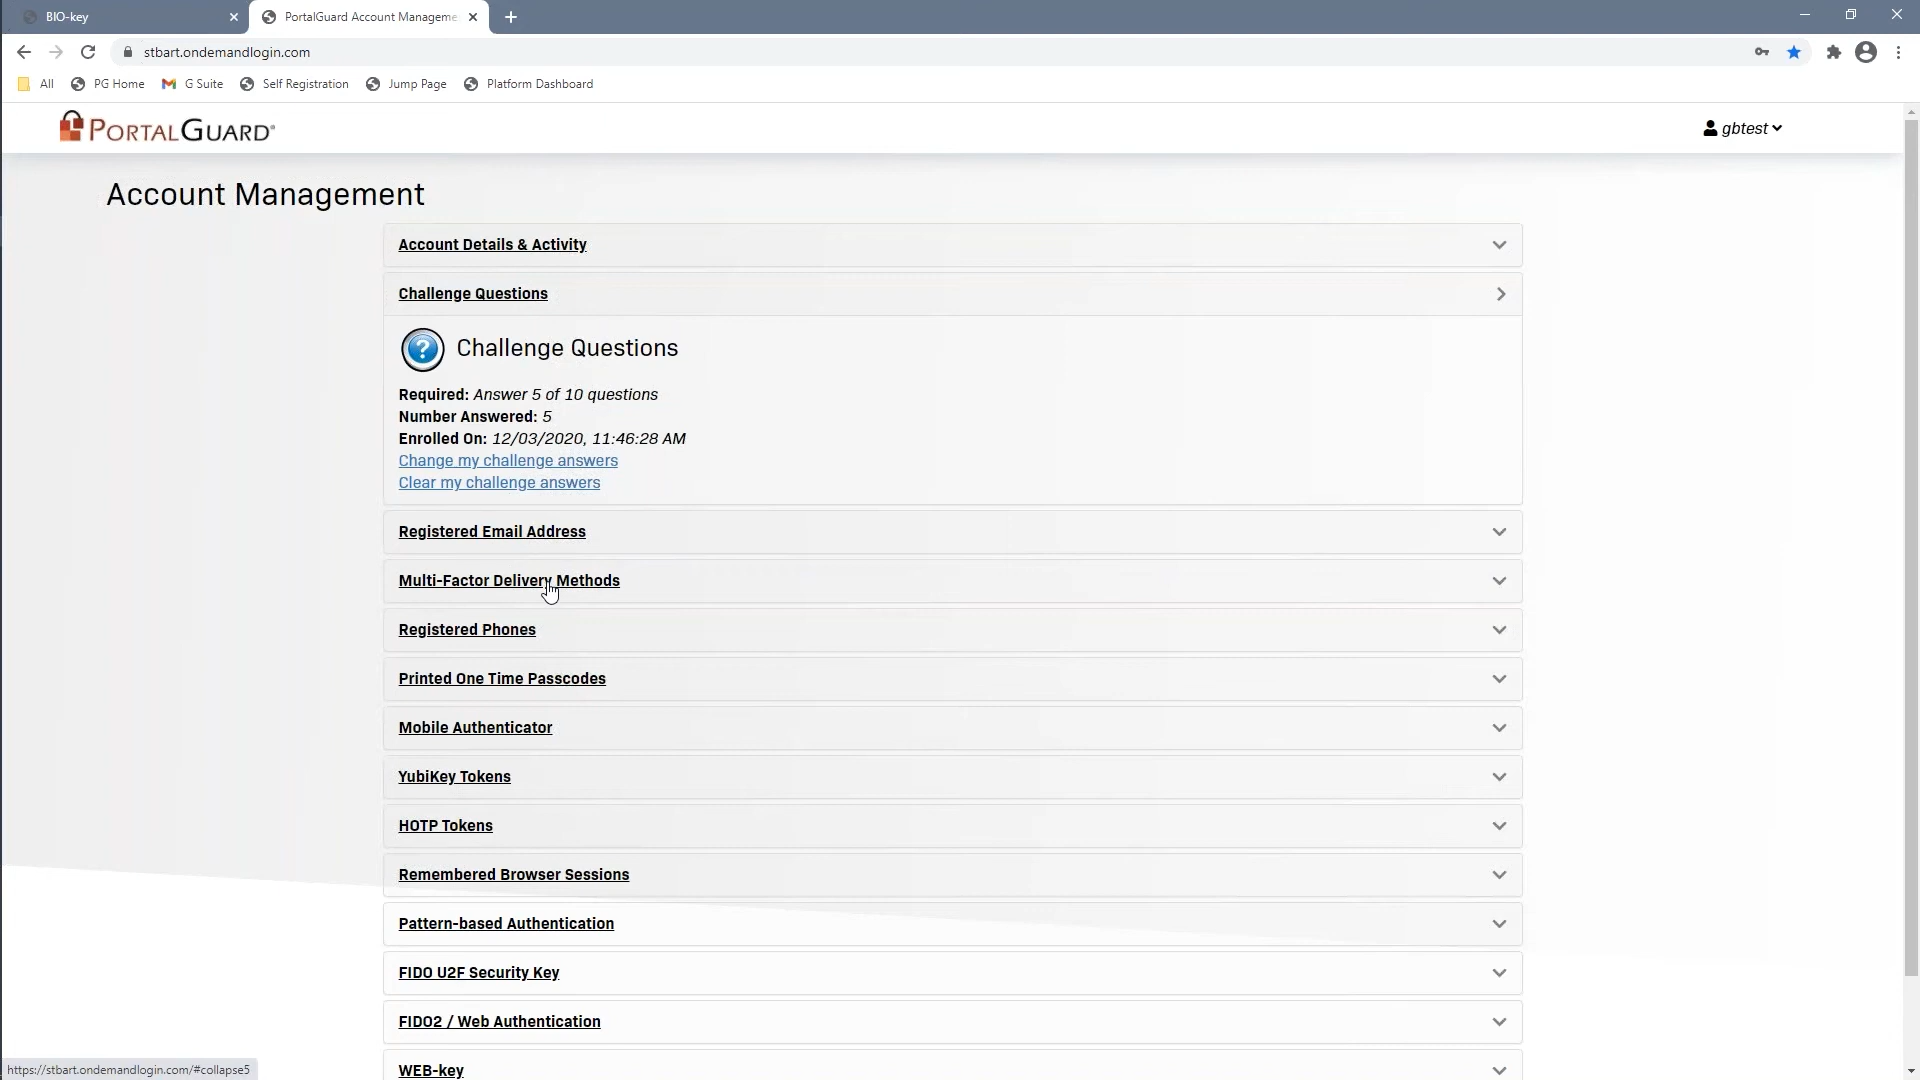 BIO-key
PortalGuard Account Manageme
stbart.ondemandlogin.com
All PG Home G Suite Self Registration Jump Page Platform Dashboard
PORTALGUARD®
gbtest
Account Management
Account Details & Activity
Challenge Questions
? Challenge Questions
Required: Answer 5 of 10 questions
Number Answered: 5
Enrolled On: 12/03/2020, 11:46:28 AM
Change my challenge answers
Clear my challenge answers
Registered Email Address
Multi-Factor Delivery Methods
Registered Phones
Printed One Time Passcodes
Mobile Authenticator
YubiKey Tokens
HOTP Tokens
Remembered Browser Sessions
Pattern-based Authentication
FIDO U2F Security Key
FIDO2 / Web Authentication
WEB-key
https://stbart.ondemandlogin.com/#collapse5